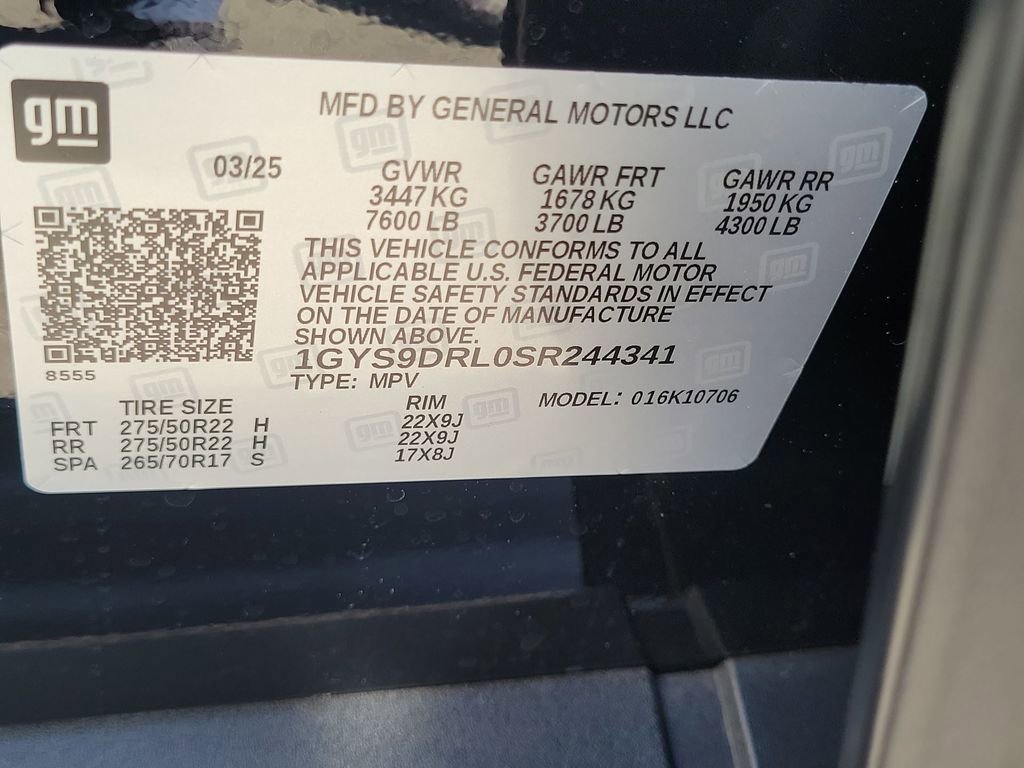 gm
MFD BY GENERAL MOTORS LLC
03/25 GVWR GAWR FRT GAWR RR
3447 KG 1678 KG 1950 KG
7600 LB 3700 LB 4300 LB
THIS VEHICLE CONFORMS TO ALL
APPLICABLE U.S. FEDERAL MOTOR
VEHICLE SAFETY STANDARDS IN EFFECT
ON THE DATE OF MANUFACTURE
SHOWN ABOVE.
1GYS9DRL0SR244341
8555
TYPE: MPV
TIRE SIZE RIM MODEL: 016K10706
FRT 275/50R22 H 22X9J
RR 275/50R22 H 22X9J
SPA 265/70R17 S 17X8J